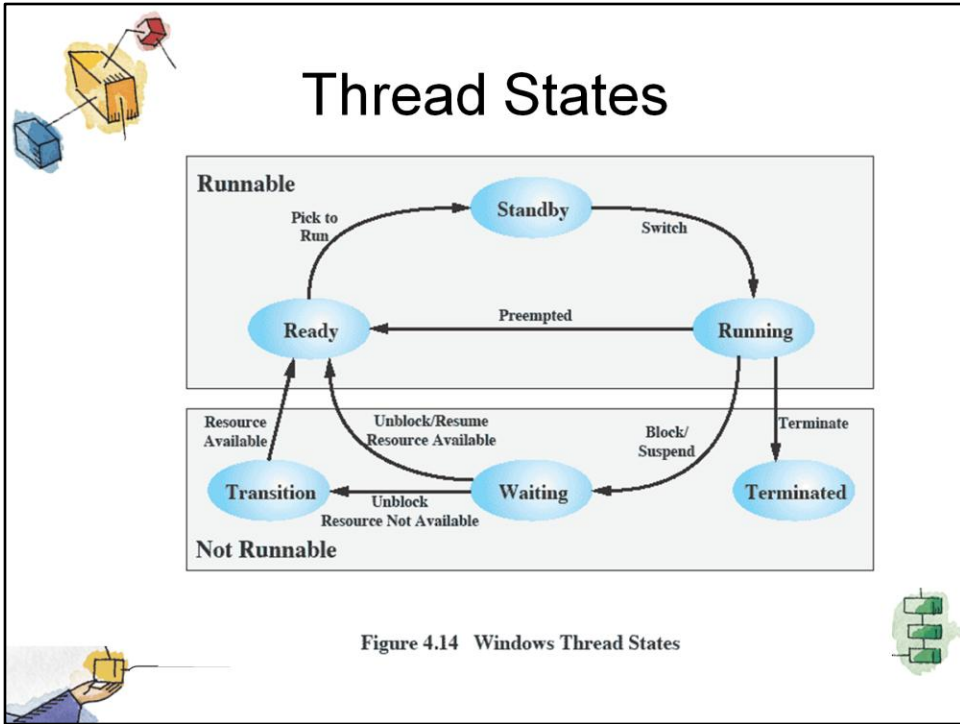 Thread States
Runnable
Standby
Pick to
Run
Switch
Ready
Preempted
Running
Resource
Available
Unblock/Resume
Resource Available
Block/
Suspend
Terminate
Transition
Unblock
Resource Not Available
Waiting
Terminated
Not Runnable
Figure 4.14 Windows Thread States